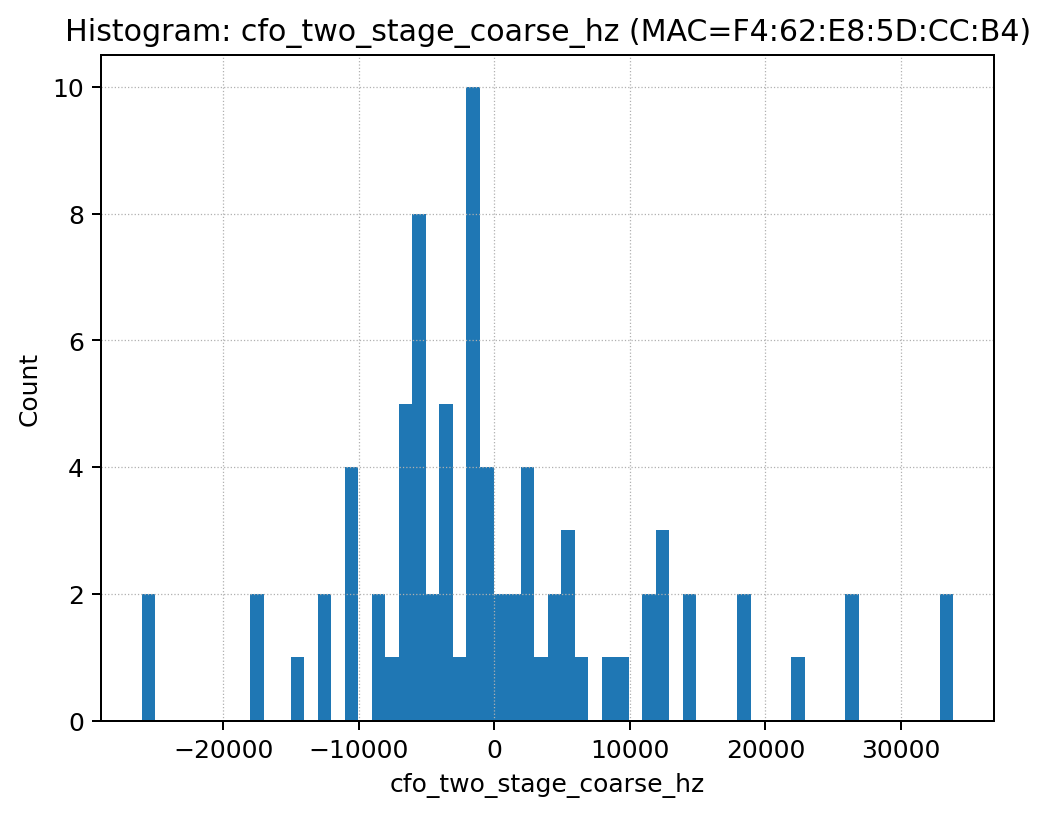 Histogram: cfo_two_stage_coarse_hz (MAC=F4:62:E8:5D:CC:B4)
10
8
6
4
2
0
Count
−20000 −10000 0 10000 20000 30000
cfo_two_stage_coarse_hz